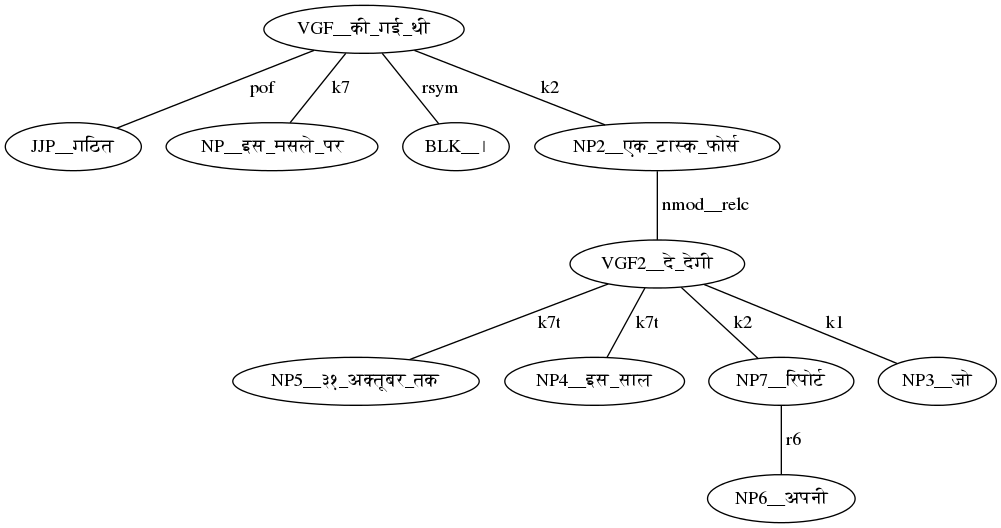 VGF__की_गई_थी
pof k7 rsym k2
JJP__गठित NP__इस_मसले_पर BLK__। NP2__एक_टास्क_फोर्स
nmod__relc
VGF2__दे_देगी
k7t k7t k2 k1
NP5__३१_अक्तूबर_तक NP4__इस_साल NP7__रिपोर्ट NP3__जो
r6
NP6__अपनी